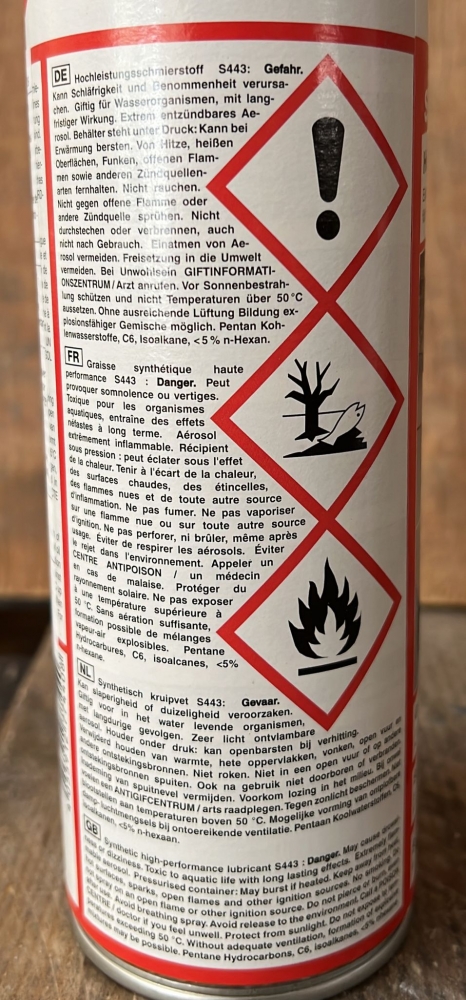 DE Hochleistungsschmierstoff S443: Gefahr.
Kann Schläfrigkeit und Benommenheit verursa-
chen. Giftig für Wasserorganismen, mit lang-
fristiger Wirkung. Extrem entzündbares Ae-
rosol. Behälter steht unter Druck: Kann bei
Erwärmung bersten. Von Hitze, heißen
Oberflächen, Funken, offenen Flam-
men sowie anderen Zündquellen-
arten fernhalten. Nicht rauchen.
Nicht gegen offene Flamme oder
andere Zündquelle sprühen. Nicht
durchstechen oder verbrennen, auch
nicht nach Gebrauch. Einatmen von Ae-
rosol vermeiden. Freisetzung in die Umwelt
vermeiden. Bei Unwohlsein GIFTINFORMATI-
ONSZENTRUM / Arzt anrufen. Vor Sonnenbestrah-
lung schützen und nicht Temperaturen über 50 °C
aussetzen. Ohne ausreichende Lüftung Bildung ex-
plosionsfähiger Gemische möglich. Pentan Koh-
lenwasserstoffe, C6, Isoalkane, < 5 % n-Hexan.
FR Graisse synthétique haute
performance S443 : Danger. Peut
provoquer somnolence ou vertiges.
Toxique pour les organismes
aquatiques, entraîne des effets
néfastes à long terme. Aérosol
extrêmement inflammable. Récipient
sous pression : peut éclater sous l'effet
de la chaleur. Tenir à l'écart de la chaleur,
des surfaces chaudes, des étincelles,
des flammes nues et de toute autre source
d'inflammation. Ne pas fumer. Ne pas vaporiser
sur une flamme nue ou sur toute autre source
d'ignition. Ne pas perforer, ni brûler, même après
usage. Éviter de respirer les aérosols. Éviter
le rejet dans l'environnement. Appeler un
CENTRE ANTIPOISON / un médecin
en cas de malaise. Protéger du
rayonnement solaire. Ne pas exposer
à une température supérieure à
50 °C. Sans aération suffisante,
formation possible de mélanges
vapeur-air explosibles. Pentane
Hydrocarbures, C6, isoalcanes, <5%
n-hexane.
NL Synthetisch kruipvet S443: Gevaar.
Kan slaperigheid of duizeligheid veroorzaken.
Giftig voor in het water levende organismen,
met langdurige gevolgen. Zeer licht ontvlambare
aerosol. Houder onder druk: kan openbarsten bij verhitting.
Verwijderd houden van warmte, hete oppervlakken, vonken, open vuur en
andere ontstekingsbronnen. Niet roken. Niet in een open vuur of op andere
ontstekingsbronnen spuiten. Ook na gebruik niet doorboren of verbranden
Inademing van spuitnevel vermijden. Voorkom lozing in het milieu. Bij
voelen een ANTIGIFCENTRUM / arts raadplegen. Tegen zonlicht beschermen
blootstellen aan temperaturen boven 50 °C. Mogelijke vorming van ontplofbare
damp-luchtmengsels bij ontoereikende ventilatie. Pentaan Koolwaterstoffen, C6,
isoalkanen, <5% n-hexaan.
GB Synthetic high-performance lubricant S443 : Danger. May cause
ness or dizziness. Toxic to aquatic life with long lasting effects. Extremely
mable aerosol. Pressurised container: May burst if heated. Keep away from heat,
hot surfaces, sparks, open flames and other ignition sources. No smoking.
not spray on an open flame or other ignition source. Do not pierce or burn,
after use. Avoid breathing spray. Avoid release to the environment. Call a POISON
CENTRE / doctor if you feel unwell. Protect from sunlight. Do not expose to
peratures exceeding 50 °C. Without adequate ventilation, formation of
mixtures may be possible. Pentane Hydrocarbons, C6, isoalkanes,